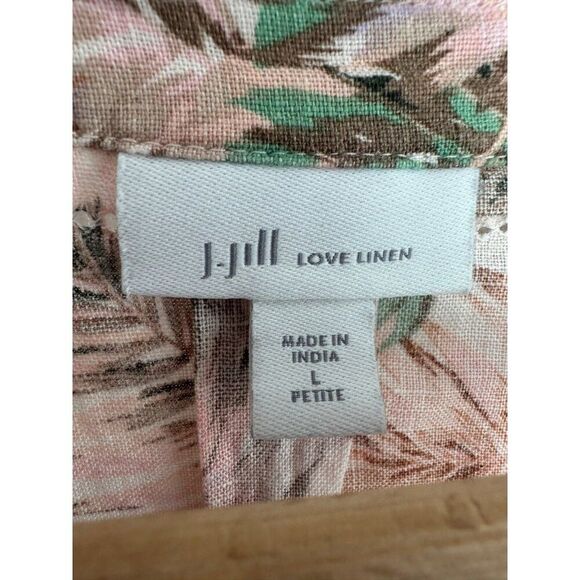 J.Jill LOVE LINEN
MADE IN
INDIA
L
PETITE